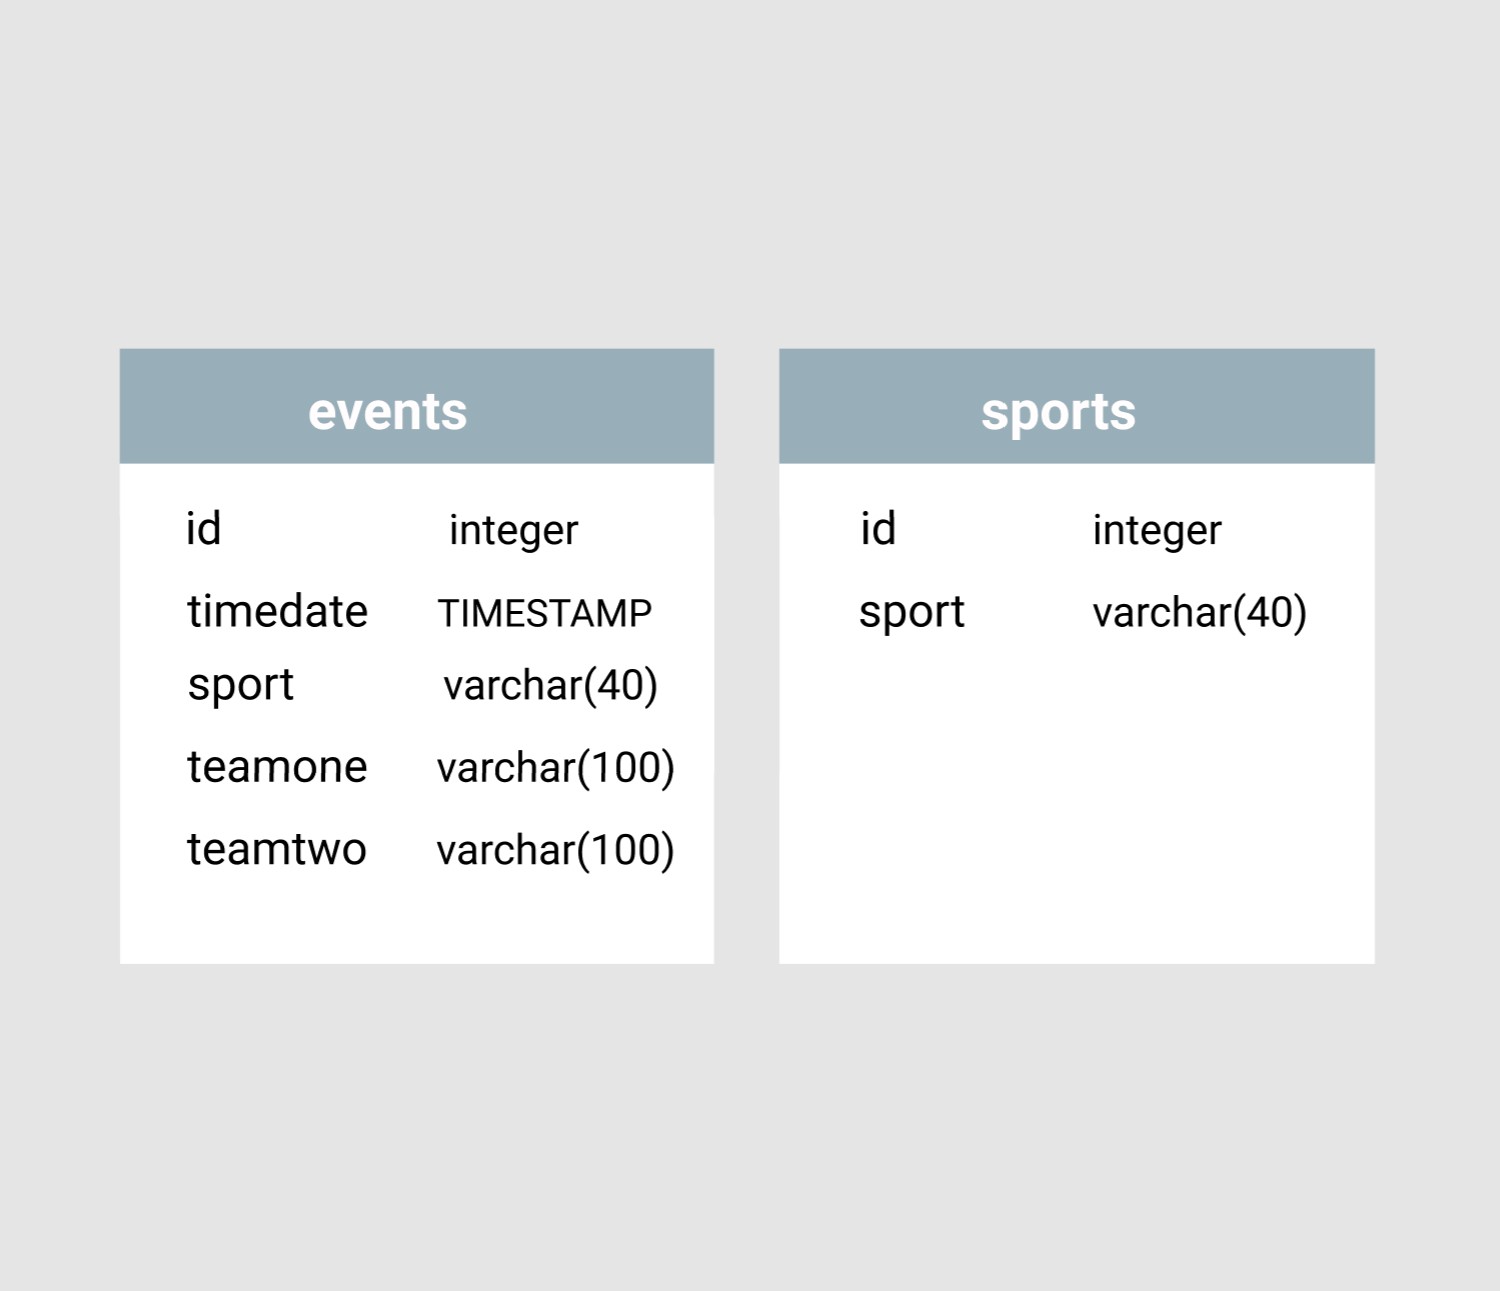 events
id integer
timedate TIMESTAMP
sport varchar(40)
teamone varchar(100)
teamtwo varchar(100)
sports
id integer
sport varchar(40)